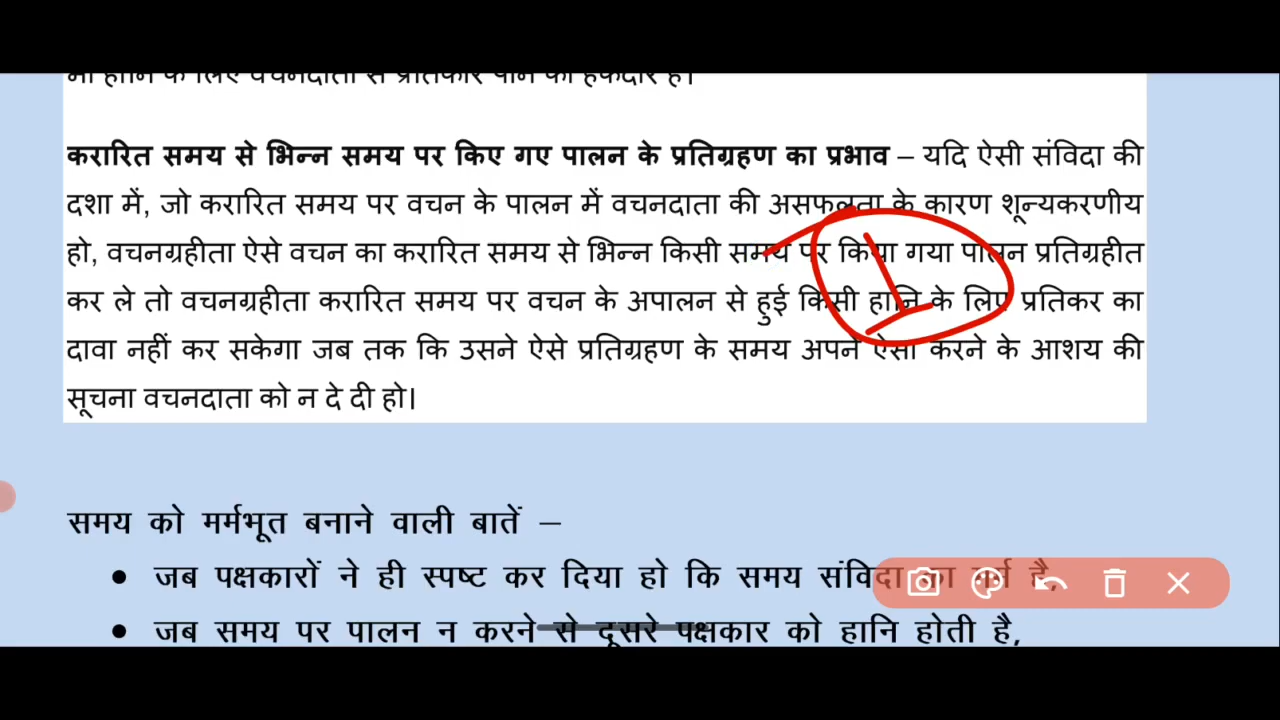 भी हानि के लिए वचनदाता से प्रतिकार पाने का हकदार है।
करारित समय से भिन्न समय पर किए गए पालन के प्रतिग्रहण का प्रभाव – यदि ऐसी संविदा की
दशा में, जो करारित समय पर वचन के पालन में वचनदाता की असफलता के कारण शून्यकरणीय
हो, वचनग्रहीता ऐसे वचन का करारित समय से भिन्न किसी समय पर किया गया पालन प्रतिग्रहीत
कर ले तो वचनग्रहीता करारित समय पर वचन के अपालन से हुई किसी हानि के लिए प्रतिकर का
दावा नहीं कर सकेगा जब तक कि उसने ऐसे प्रतिग्रहण के समय अपने ऐसा करने के आशय की
सूचना वचनदाता को न दे दी हो।
समय को मर्मभूत बनाने वाली बातें –
● जब पक्षकारों ने ही स्पष्ट कर दिया हो कि समय संविदा का मर्म है,
● जब समय पर पालन न करने से दूसरे पक्षकार को हानि होती है,